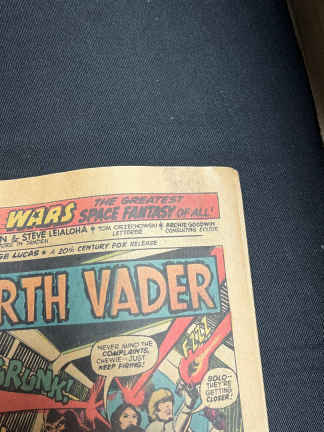 WARS THE GREATEST
SPACE FANTASY OF ALL!
N & STEVE LEIALOHA ★ TOM ORZECHOWSKI ★ ARCHIE GOODWIN
LETTERER CONSULTING EDITOR
GE LUCAS ★ A 20TH CENTURY FOX RELEASE
RTH VADER
NEVER MIND THE
COMPLAINTS,
CHEWIE--JUST
KEEP FIRING!
SOLO--
THEY'RE
GETTING
CLOSER!